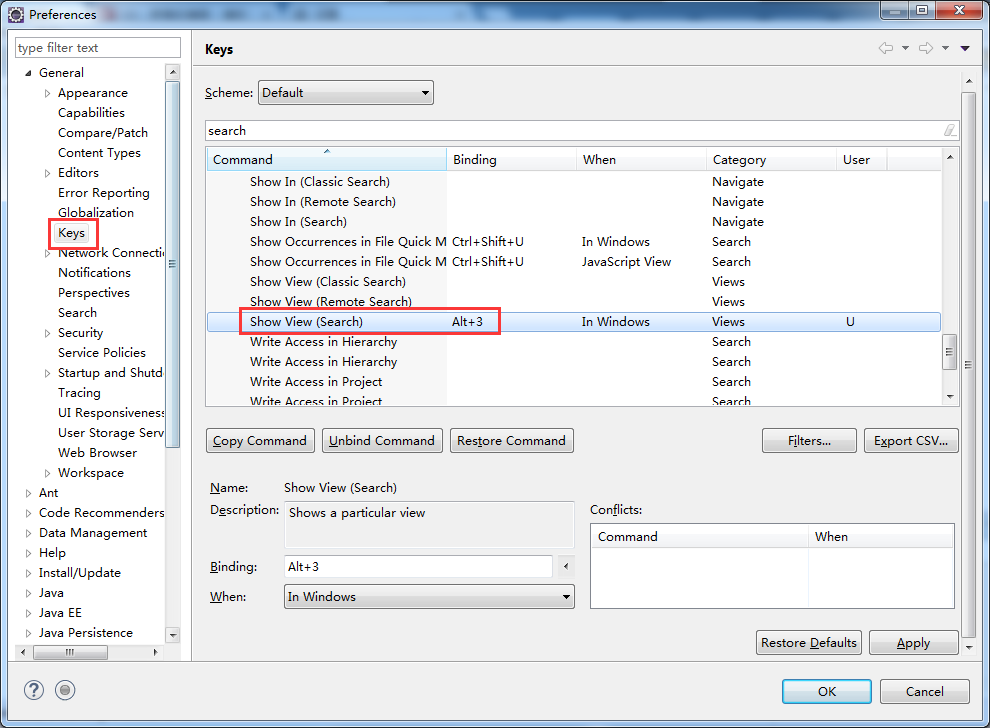 Preferences
type filter text
General
Appearance
Capabilities
Compare/Patch
Content Types
Editors
Error Reporting
Globalization
Keys
Network Connectic
Notifications
Perspectives
Search
Security
Service Policies
Startup and Shutd
Tracing
UI Responsiveness
User Storage Serv
Web Browser
Workspace
Ant
Code Recommenders
Data Management
Help
Install/Update
Java
Java EE
Java Persistence
Keys
Scheme: Default
search
Command Binding When Category User
Show In (Classic Search) Navigate
Show In (Remote Search) Navigate
Show In (Search) Navigate
Show Occurrences in File Quick M Ctrl+Shift+U In Windows Search
Show Occurrences in File Quick M Ctrl+Shift+U JavaScript View Search
Show View (Classic Search) Views
Show View (Remote Search) Views
Show View (Search) Alt+3 In Windows Views U
Write Access in Hierarchy Search
Write Access in Hierarchy Search
Write Access in Project Search
Write Access in Project Search
Copy Command Unbind Command Restore Command Filters... Export CSV...
Name: Show View (Search)
Description: Shows a particular view
Binding: Alt+3
When: In Windows
Conflicts:
Command When
Restore Defaults Apply
OK Cancel